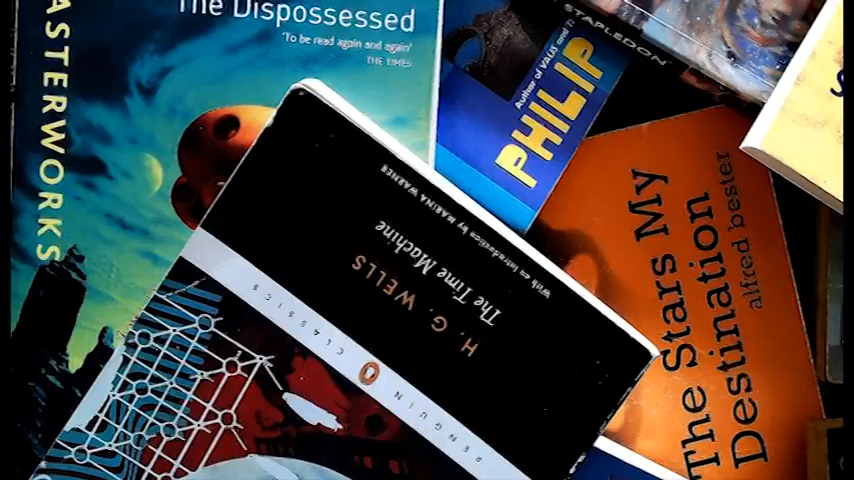 The Dispossessed
'To be read again and again'
THE TIMES
ASTERWORKS
Author of VALIS and
PHILIP
STAPLEDON
The Stars My
Destination
alfred bester
H. G. WELLS
The Time Machine
With an Introduction by MARINA WARNER
PENGUIN CLASSICS